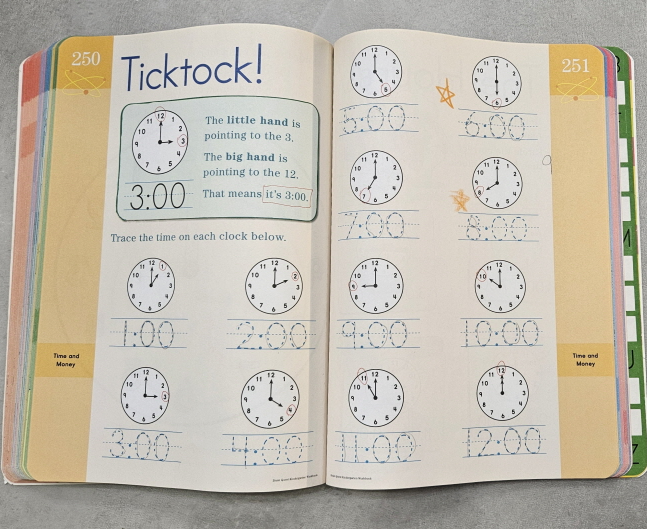 250
Ticktock!
The little hand is
pointing to the 3.
The big hand is
pointing to the 12.
That means it's 3:00.
3:00
Trace the time on each clock below.
1:00 2:00
3:00 4:00
Time and
Money
251
5:00 6:00
7:00 8:00
9:00 10:00
11:00 12:00
Time and
Money